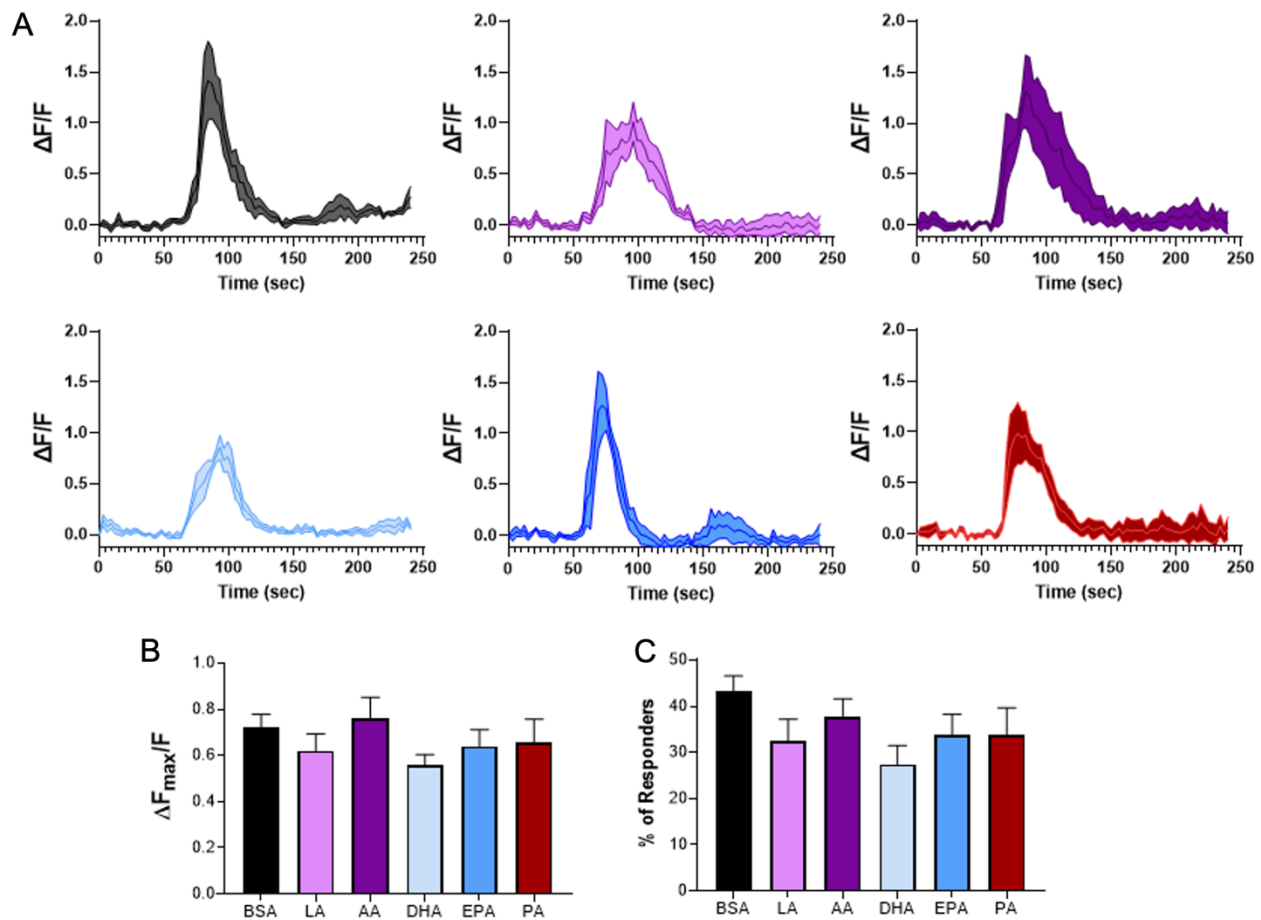 A
2.0 2.0 2.0
1.5 1.5 1.5
1.0 1.0 1.0
0.5 0.5 0.5
0.0 0.0 0.0
ΔF/F ΔF/F ΔF/F
0 50 100 150 200 250 0 50 100 150 200 250 0 50 100 150 200 250
Time (sec) Time (sec) Time (sec)
2.0 2.0 2.0
1.5 1.5 1.5
1.0 1.0 1.0
0.5 0.5 0.5
0.0 0.0 0.0
ΔF/F ΔF/F ΔF/F
0 50 100 150 200 250 0 50 100 150 200 250 0 50 100 150 200 250
Time (sec) Time (sec) Time (sec)
B
1.0
0.8
0.6
0.4
0.2
0.0
ΔFmax/F
BSA LA AA DHA EPA PA
C
50
40
30
20
10
0
% of Responders
BSA LA AA DHA EPA PA